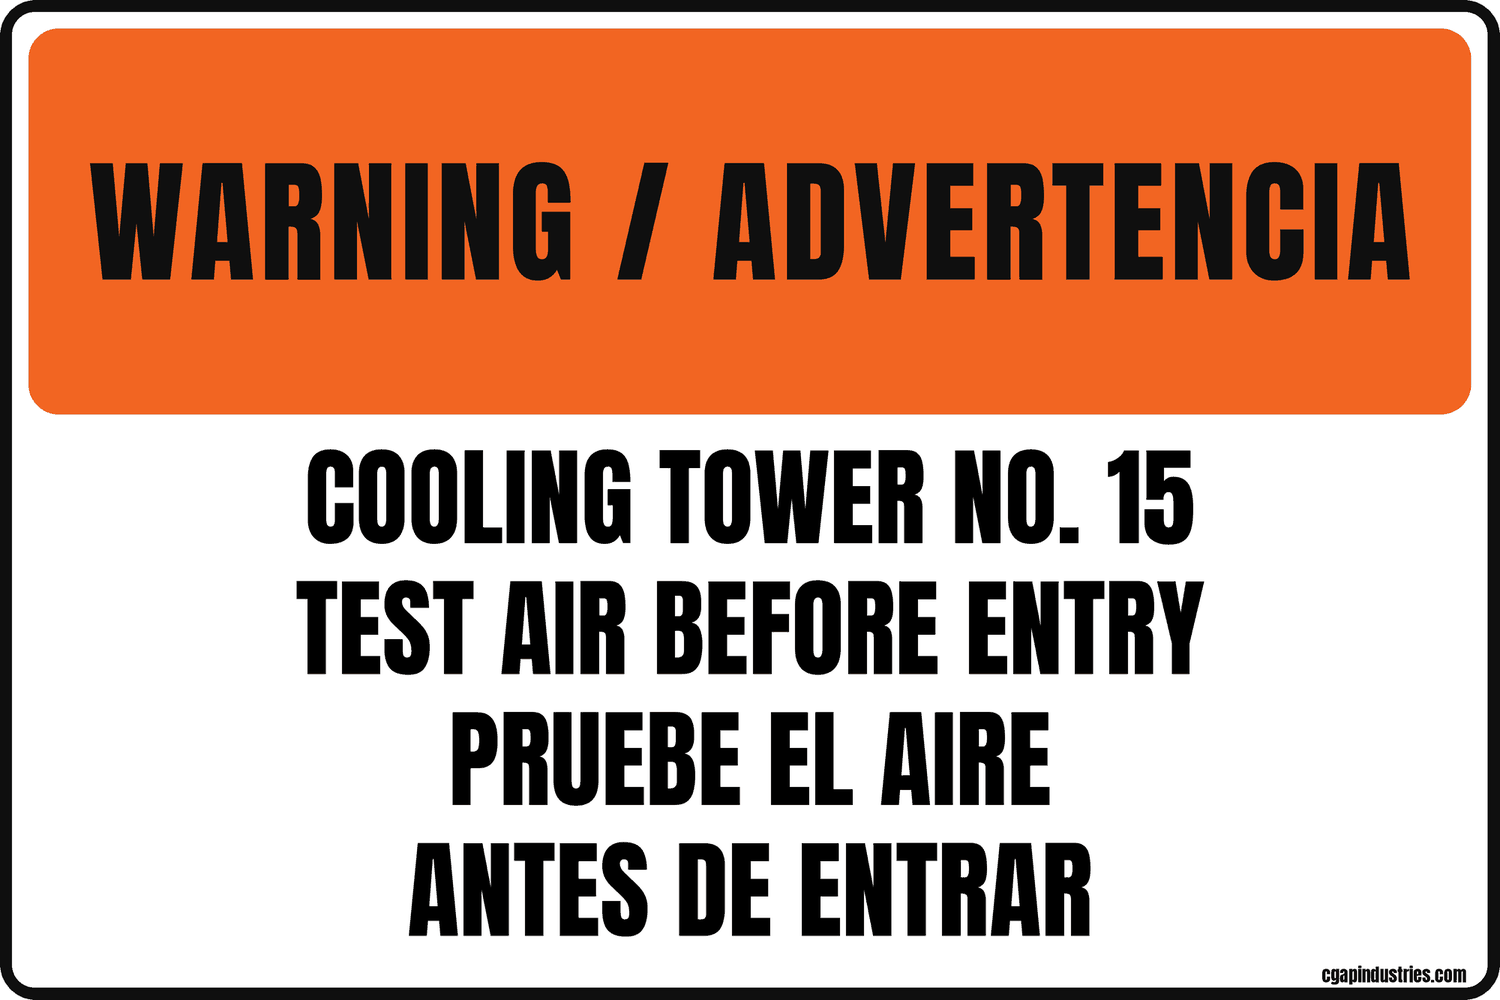 WARNING / ADVERTENCIA
COOLING TOWER NO. 15
TEST AIR BEFORE ENTRY
PRUEBE EL AIRE
ANTES DE ENTRAR
cgapindustries.com